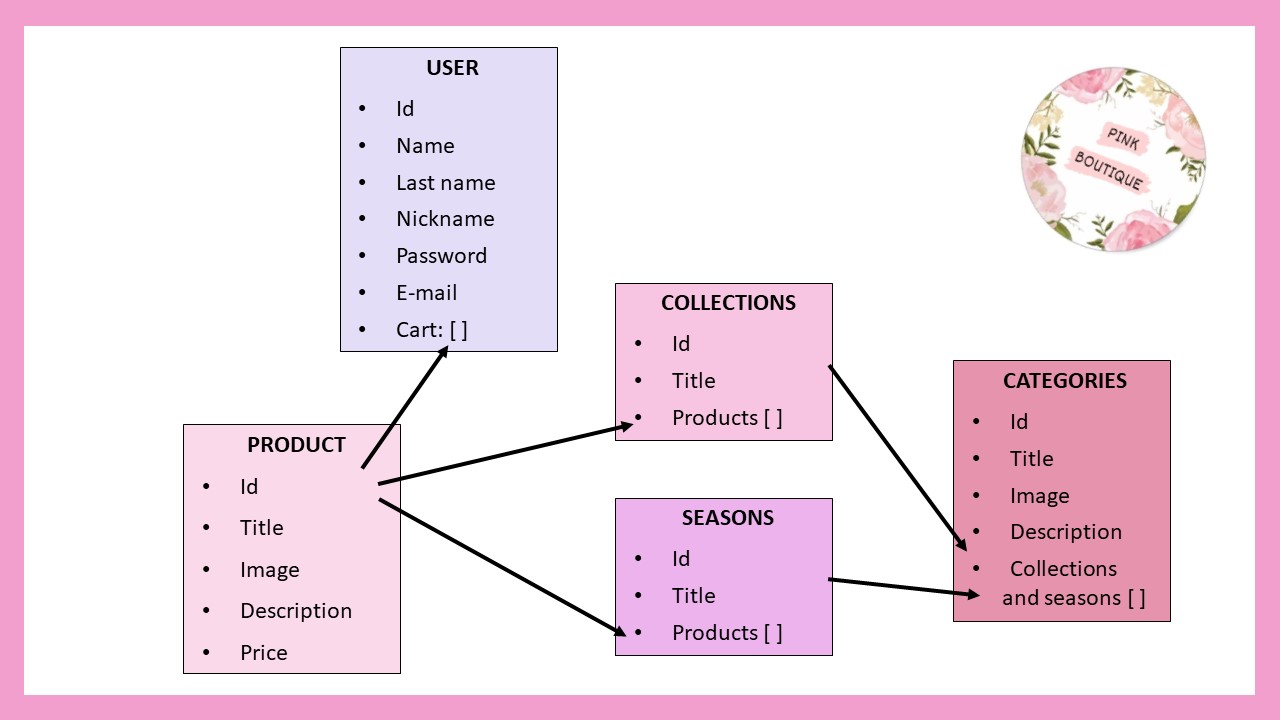 USER
• Id
• Name
• Last name
• Nickname
• Password
• E-mail
• Cart: [ ]
PINK
BOUTIQUE
COLLECTIONS
• Id
• Title
• Products [ ]
CATEGORIES
• Id
• Title
• Image
• Description
• Collections
and seasons [ ]
PRODUCT
• Id
• Title
• Image
• Description
• Price
SEASONS
• Id
• Title
• Products [ ]